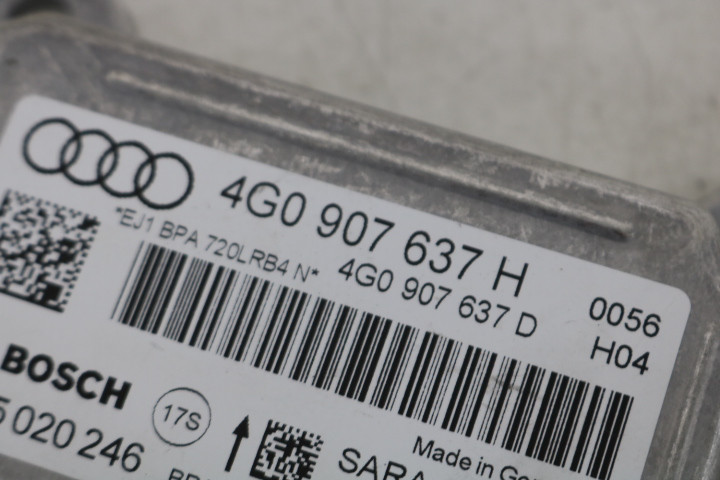 4G0 907 637 H
*EJ1 BPA 720LRB4 N* 4G0 907 637 D
0056
H04
BOSCH
17S
5 020 246
Made in
SARA